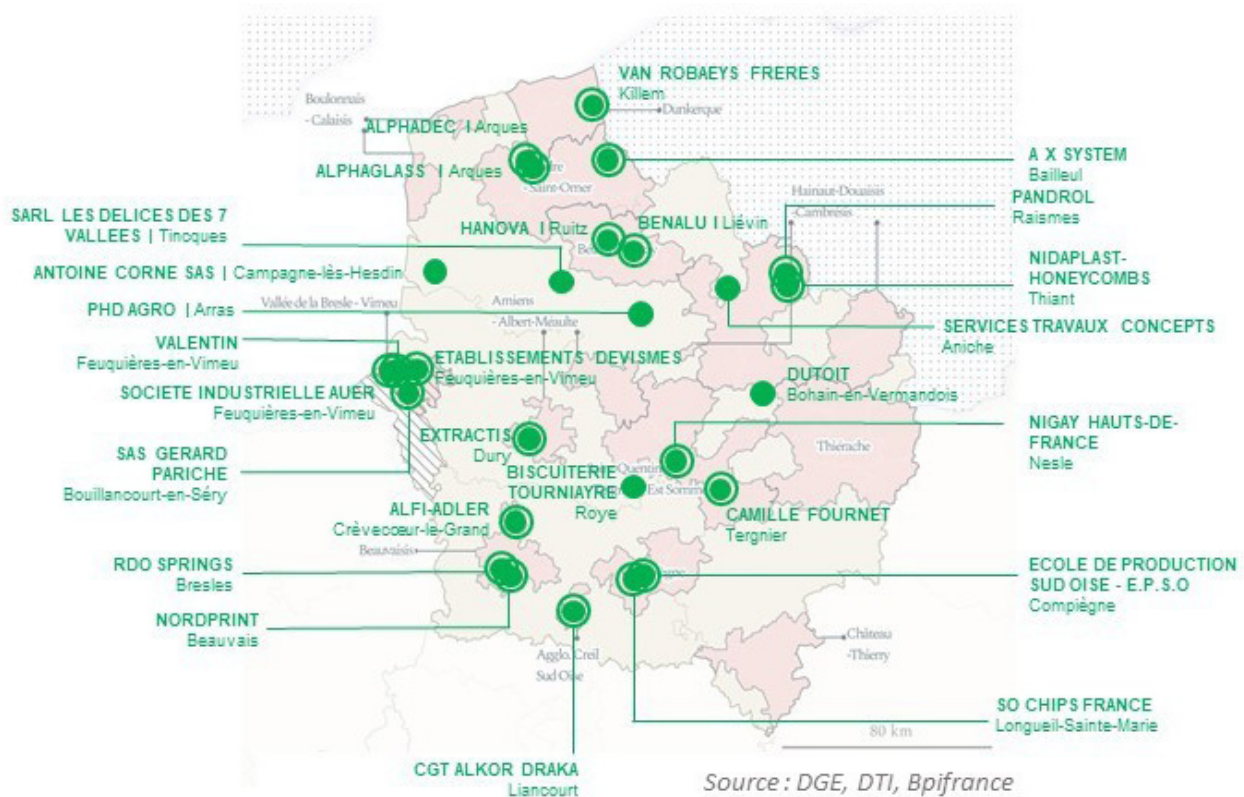 VAN ROBAEYS FRERES
Killem
Boulonnais
- Calaisis
Dunkerque
ALPHADEC | Arques
ALPHAGLASS | Arques
- Saint-Omer
A X SYSTEM
Bailleul
Hainaut-Douaisis
-Cambrésis
PANDROL
Raismes
SARL LES DELICES DES 7
VALLEES | Tinoques
HANOVA | Ruitz
BENALU I Liévin
NIDAPLAST-
HONEYCOMBS
Thiant
ANTOINE CORNE SAS | Campagne-lès-Hesdin
Vallée de la Bresle - Vimeu
Amiens
- Albert-Méaulte
PHD AGRO | Arras
SERVICES TRAVAUX CONCEPTS
Aniche
VALENTIN
Feuquières-en-Vimeu
ETABLISSEMENTS DEVISMES
Feuquières-en-Vimeu
DUTOIT
Bohain-en-Vermandois
SOCIETE INDUSTRIELLE AUER
Feuquières-en-Vimeu
EXTRACTIS
Dury
Thiérache
NIGAY HAUTS-DE-
FRANCE
Nesle
SAS GERARD
PARICHE
Bouillancourt-en-Séry
BISCUITERIE
TOURNIAYRE
Roye
Quentin
Est Somme
CAMILLE FOURNET
Tergnier
ALFI-ADLER
Crèvecœur-le-Grand
Beauvaisis
RDO SPRINGS
Bresles
ECOLE DE PRODUCTION
SUD OISE - E.P.S.O
Compiègne
NORDPRINT
Beauvais
Agglo. Creil
Sud Oise
Château
-Thierry
SO CHIPS FRANCE
Longueil-Sainte-Marie
80 km
CGT ALKOR DRAKA
Liancourt
Source : DGE, DTI, Bpifrance